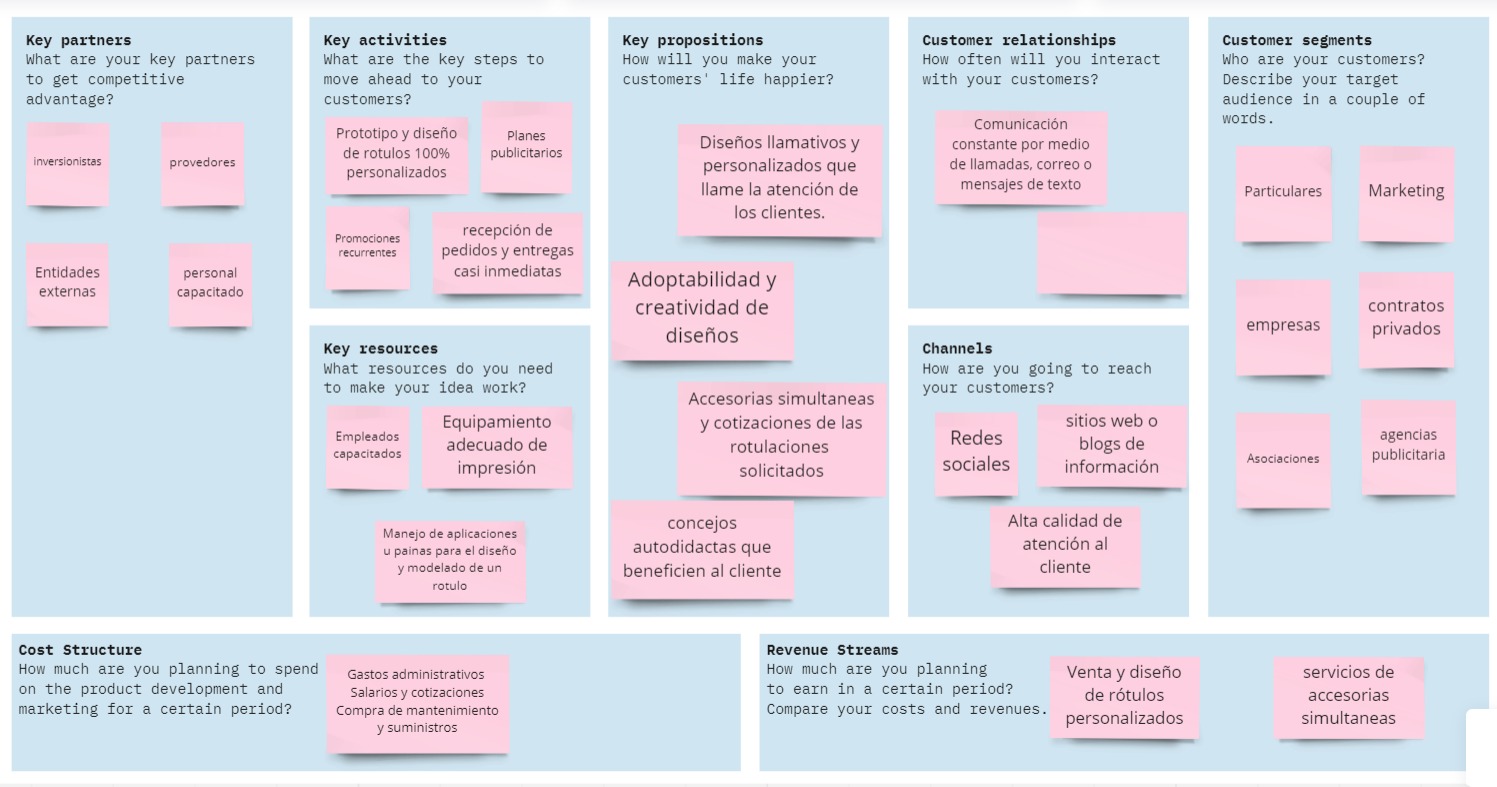 Key partners
What are your key partners
to get competitive
advantage?
inversionistas
provedores
Entidades
externas
personal
capacitado
Key activities
What are the key steps to
move ahead to your
customers?
Prototipo y diseño
de rotulos 100%
personalizados
Planes
publicitarios
Promociones
recurrentes
recepción de
pedidos y entregas
casi inmediatas
Key resources
What resources do you need
to make your idea work?
Empleados
capacitados
Equipamiento
adecuado de
impresión
Manejo de aplicaciones
u painas para el diseño
y modelado de un
rotulo
Key propositions
How will you make your
customers' life happier?
Diseños llamativos y
personalizados que
llame la atención de
los clientes.
Adoptabilidad y
creatividad de
diseños
Accesorias simultaneas
y cotizaciones de las
rotulaciones
solicitados
concejos
autodidactas que
beneficien al cliente
Customer relationships
How often will you interact
with your customers?
Comunicación
constante por medio
de llamadas, correo o
mensajes de texto
Channels
How are you going to reach
your customers?
Redes
sociales
sitios web o
blogs de
información
Alta calidad de
atención al
cliente
Customer segments
Who are your customers?
Describe your target
audience in a couple of
words.
Particulares
Marketing
empresas
contratos
privados
Asociaciones
agencias
publicitaria
Cost Structure
How much are you planning to spend
on the product development and
marketing for a certain period?
Gastos administrativos
Salarios y cotizaciones
Compra de mantenimiento
y suministros
Revenue Streams
How much are you planning
to earn in a certain period?
Compare your costs and revenues.
Venta y diseño
de rótulos
personalizados
servicios de
accesorias
simultaneas